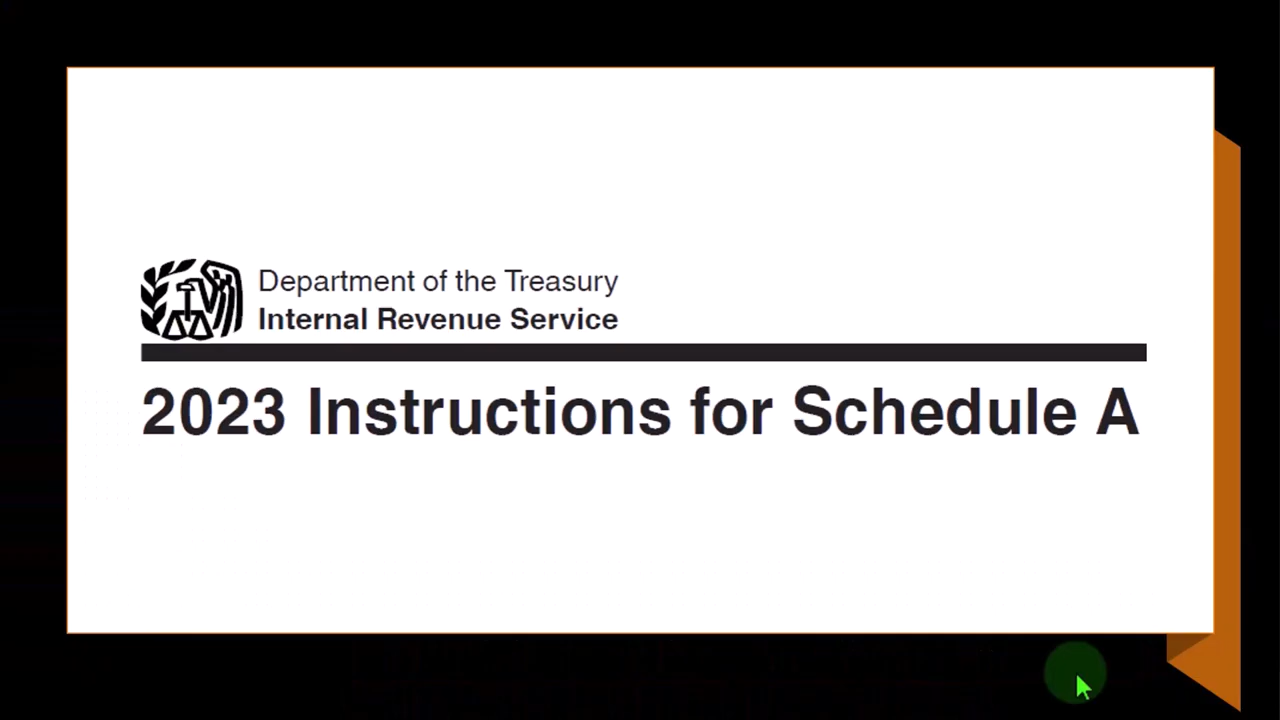 Department of the Treasury
Internal Revenue Service
2023 Instructions for Schedule A